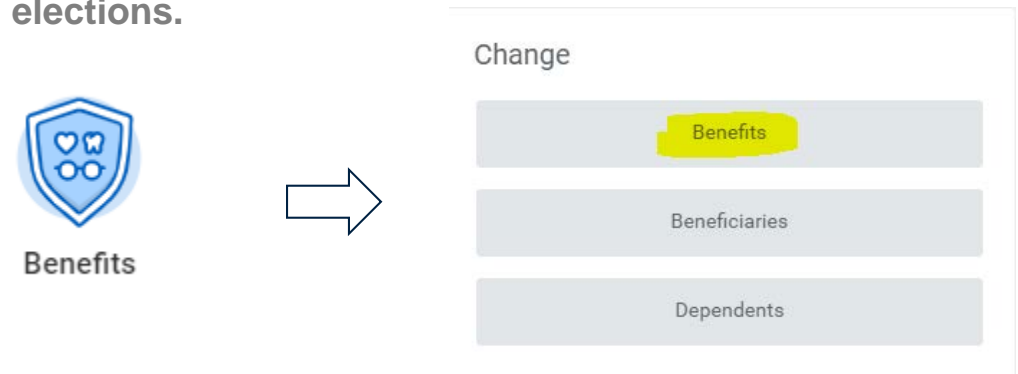 elections.
Benefits
Change
Benefits
Beneficiaries
Dependents